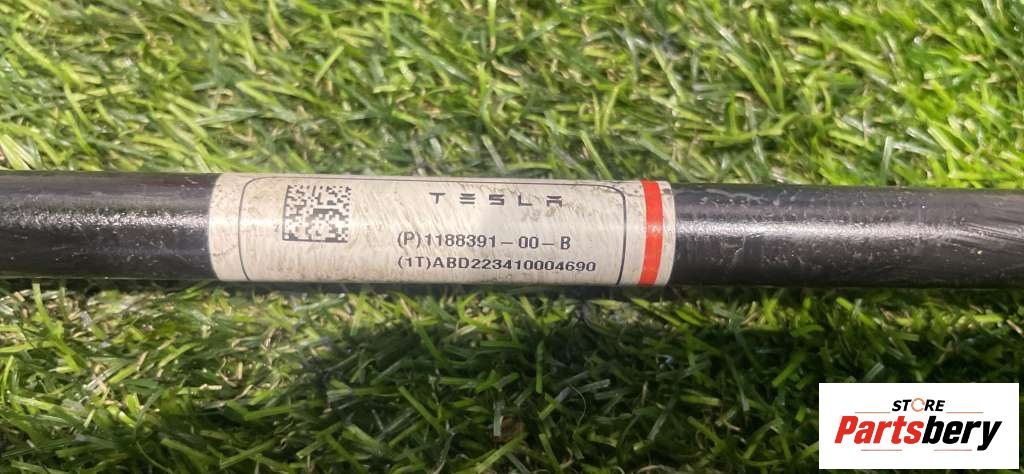 TESLA
(P)1188391-00-B
(1T)ABD223410004690
STORE
Partsbery